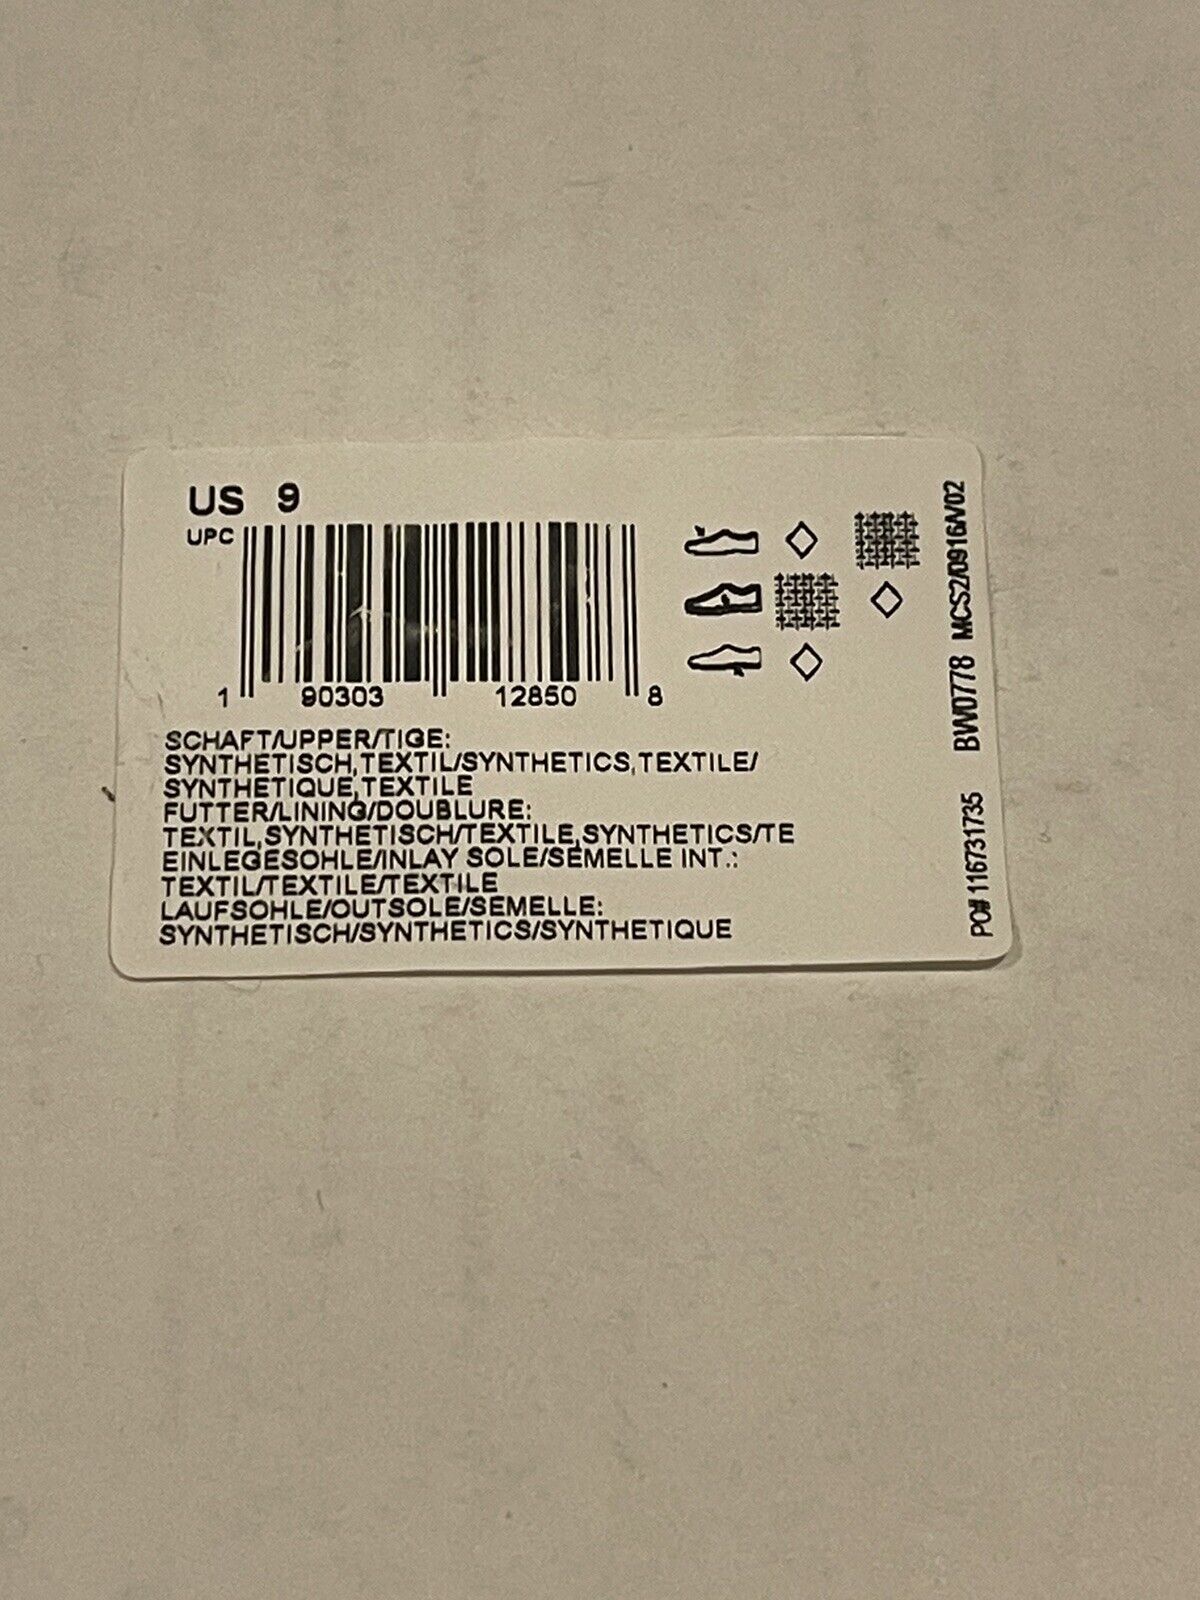 US 9
UPC
1 90303 12850 8
SCHAFT/UPPER/TIGE:
SYNTHETISCH,TEXTIL/SYNTHETICS,TEXTILE/
SYNTHETIQUE,TEXTILE
FUTTER/LINING/DOUBLURE:
TEXTIL,SYNTHETISCH/TEXTILE,SYNTHETICS/TE
EINLEGESOHLE/INLAY SOLE/SEMELLE INT.:
TEXTIL/TEXTILE/TEXTILE
LAUFSOHLE/OUTSOLE/SEMELLE:
SYNTHETISCH/SYNTHETICS/SYNTHETIQUE
PO# 116731735 BW0778 MCS2/0916/V02